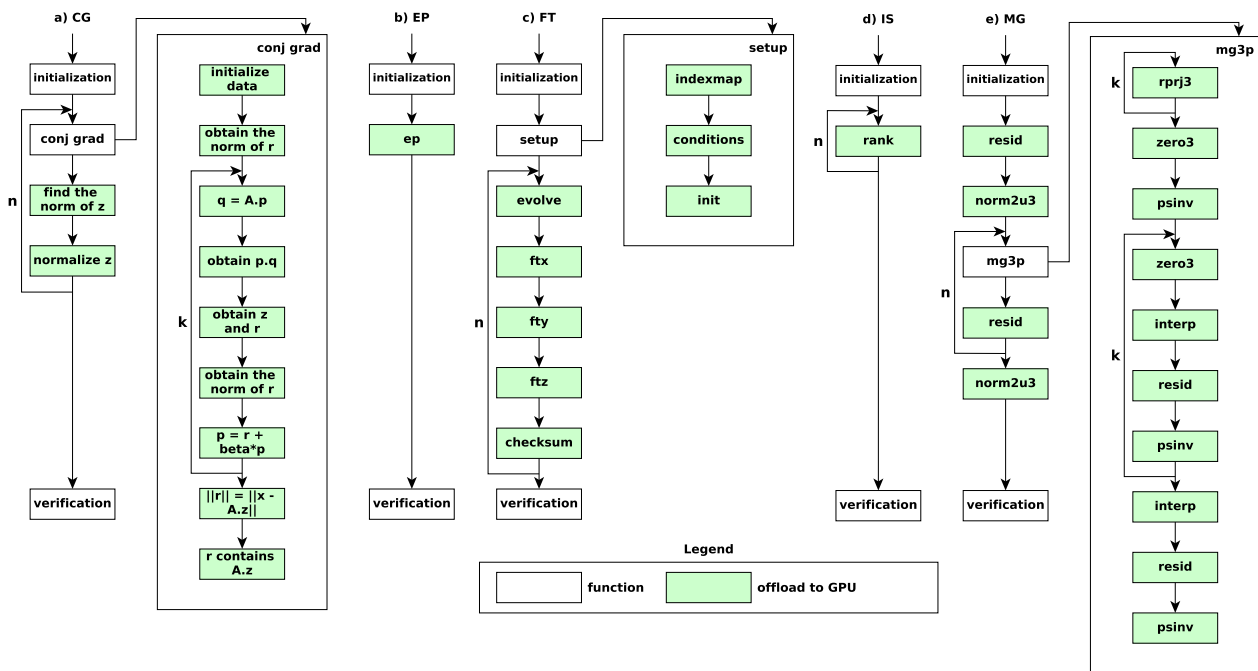 a) CG
initialization
conj grad
n
find the
norm of z
normalize z
verification
conj grad
initialize
data
obtain the
norm of r
k
q = A.p
obtain p.q
obtain z
and r
obtain the
norm of r
p = r +
beta*p
||r|| = ||x -
A.z||
r contains
A.z
b) EP
initialization
ep
verification
c) FT
initialization
setup
n
evolve
ftx
fty
ftz
checksum
verification
setup
indexmap
conditions
init
d) IS
initialization
n
rank
verification
e) MG
initialization
resid
norm2u3
n
mg3p
resid
norm2u3
verification
mg3p
k
rprj3
zero3
psinv
k
zero3
interp
resid
psinv
interp
resid
psinv
Legend
function
offload to GPU